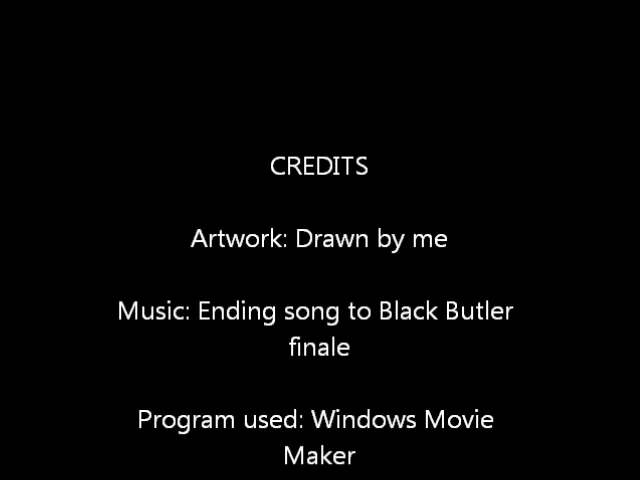 CREDITS
Artwork: Drawn by me
Music: Ending song to Black Butler
finale
Program used: Windows Movie
Maker